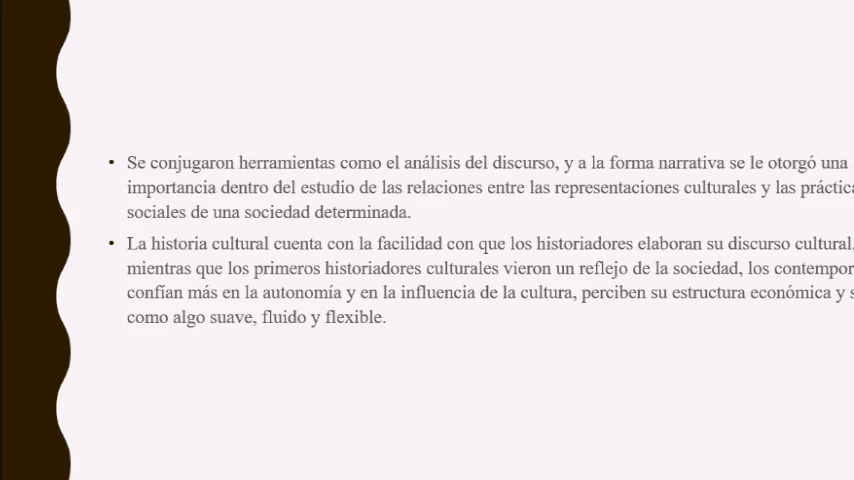 • Se conjugaron herramientas como el análisis del discurso, y a la forma narrativa se le otorgó una
importancia dentro del estudio de las relaciones entre las representaciones culturales y las práctica
sociales de una sociedad determinada.
• La historia cultural cuenta con la facilidad con que los historiadores elaboran su discurso cultural,
mientras que los primeros historiadores culturales vieron un reflejo de la sociedad, los contempor
confían más en la autonomía y en la influencia de la cultura, perciben su estructura económica y s
como algo suave, fluido y flexible.